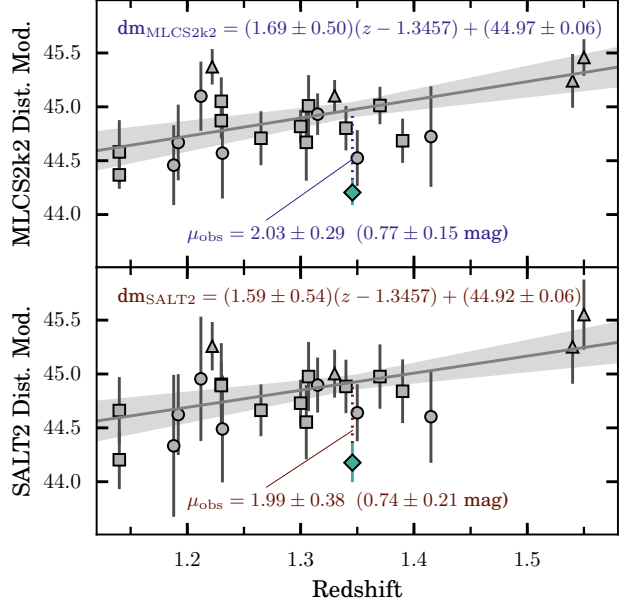 dm_MLCS2k2 = (1.69 ± 0.50)(z − 1.3457) + (44.97 ± 0.06)
MLCS2k2 Dist. Mod.
45.5
45.0
44.5
44.0
μ_obs = 2.03 ± 0.29 (0.77 ± 0.15 mag)
dm_SALT2 = (1.59 ± 0.54)(z − 1.3457) + (44.92 ± 0.06)
SALT2 Dist. Mod.
45.5
45.0
44.5
44.0
μ_obs = 1.99 ± 0.38 (0.74 ± 0.21 mag)
1.2 1.3 1.4 1.5
Redshift